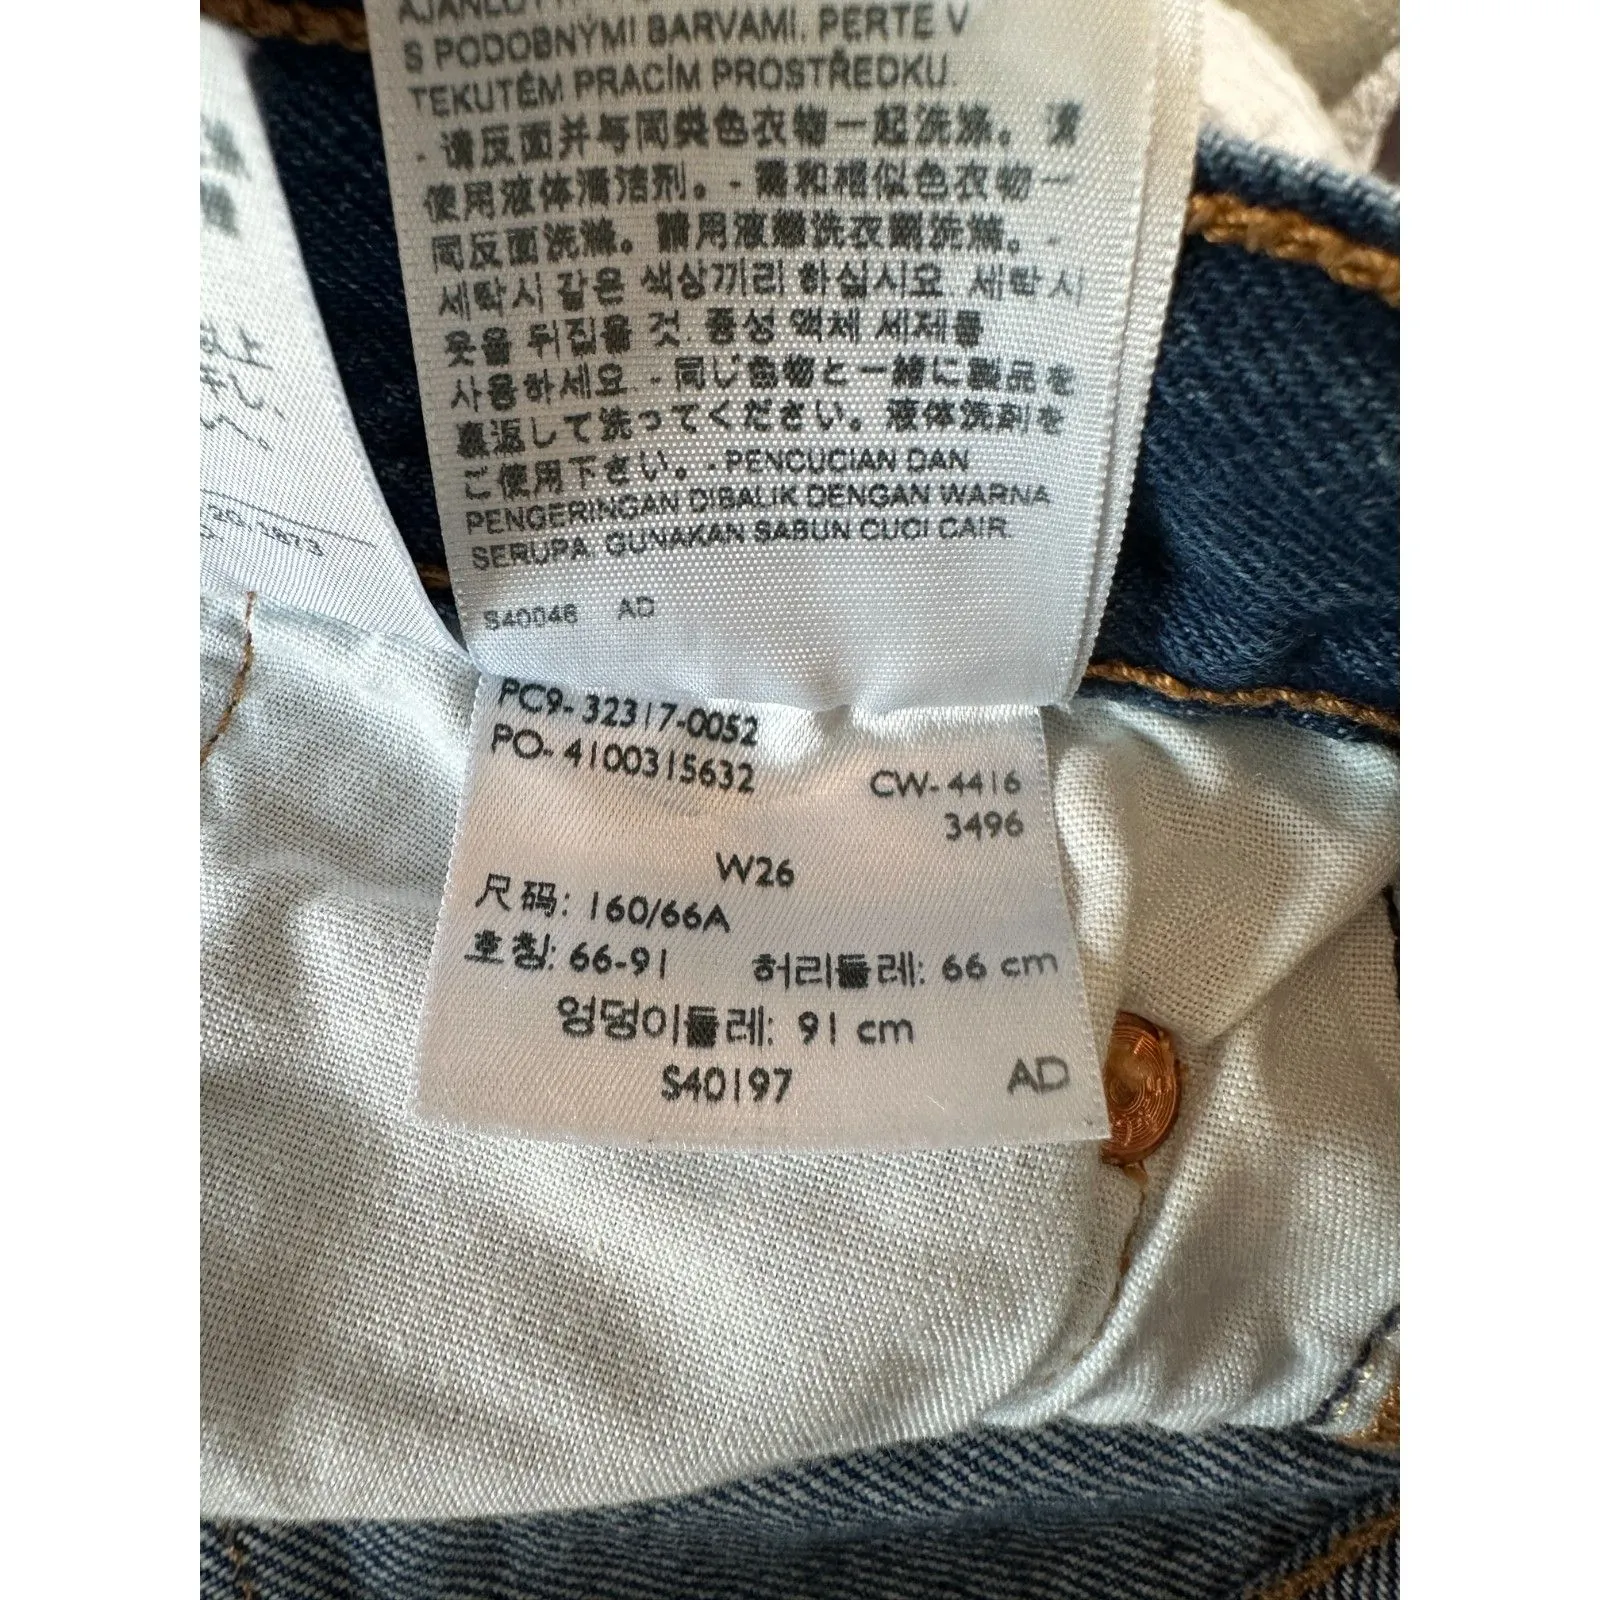 S PODOBNÝMI BARVAMI. PERTE V
TEKUTÉM PRACÍM PROSTŘEDKU.
- 请反面并与同类色衣物一起洗涤。请
使用液体清洁剂。- 需和相似色衣物一
同反面洗滌。請用液體洗衣劑洗滌。-
세탁시 같은 색상끼리 하십시요 세탁시
옷을 뒤집을 것. 중성 액체 세제를
사용하세요 - 同じ色物と一緒に製品を
裏返して洗ってください。液体洗剤を
ご使用下さい。- PENCUCIAN DAN
PENGERINGAN DIBALIK DENGAN WARNA
SERUPA. GUNAKAN SABUN CUCI CAIR.
S40046 AD
PC9-32317-0052
PO-4100315632
CW-4416
3496
W26
尺码: 160/66A
호칭: 66-91 허리둘레: 66 cm
엉덩이둘레: 91 cm
S40197 AD